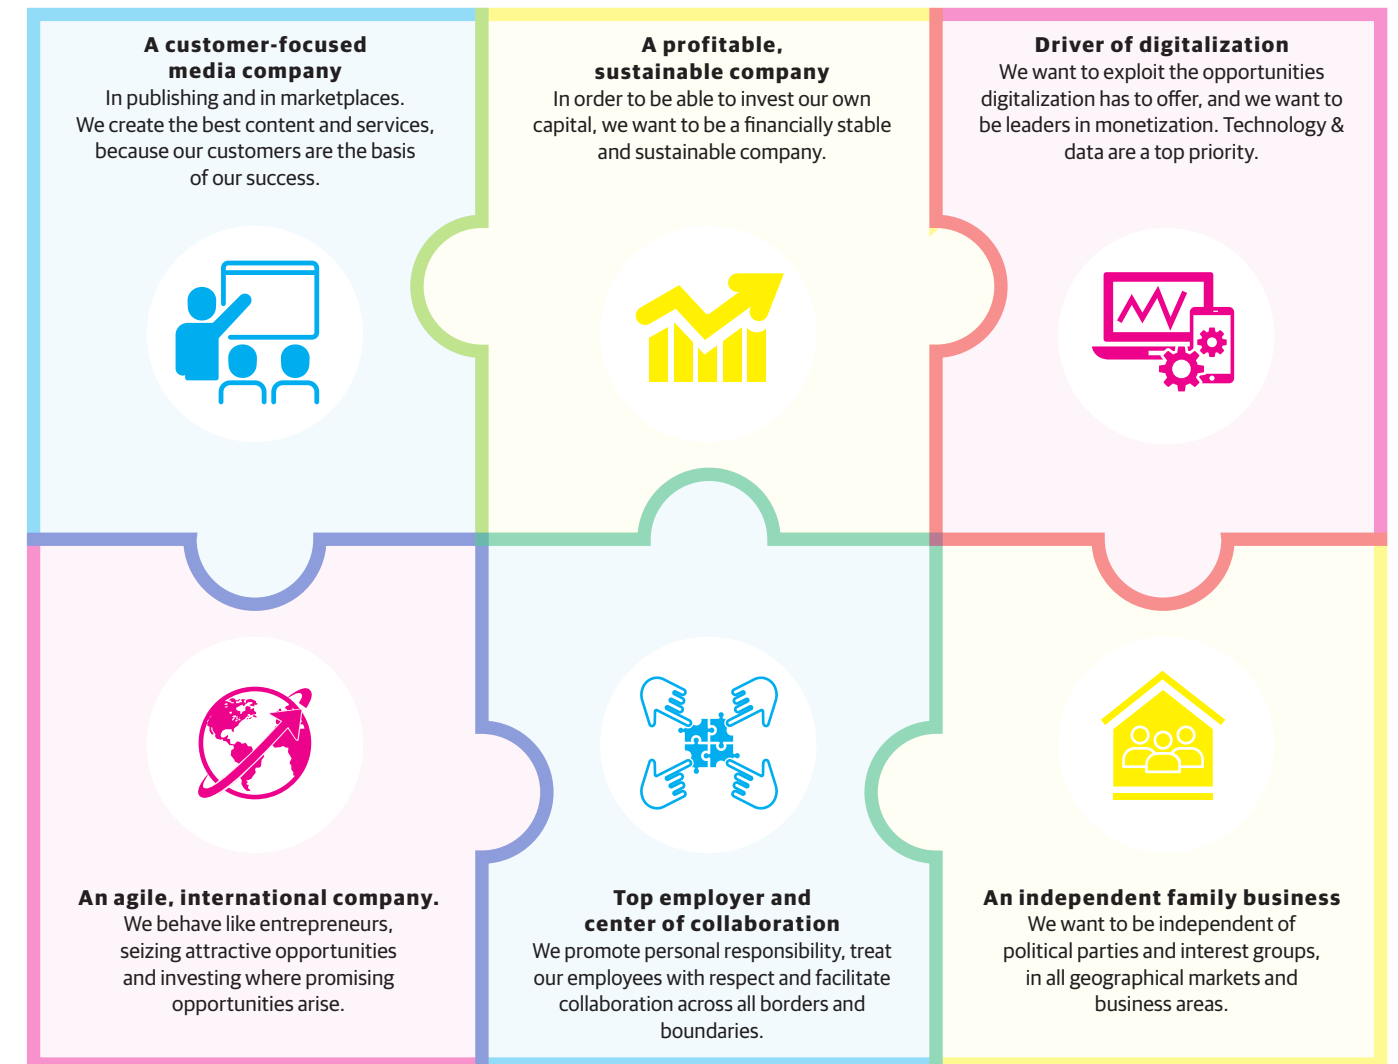 A customer-focused
media company
In publishing and in marketplaces.
We create the best content and services,
because our customers are the basis
of our success.
A profitable,
sustainable company
In order to be able to invest our own
capital, we want to be a financially stable
and sustainable company.
Driver of digitalization
We want to exploit the opportunities
digitalization has to offer, and we want to
be leaders in monetization. Technology &
data are a top priority.
An agile, international company.
We behave like entrepreneurs,
seizing attractive opportunities
and investing where promising
opportunities arise.
Top employer and
center of collaboration
We promote personal responsibility, treat
our employees with respect and facilitate
collaboration across all borders and
boundaries.
An independent family business
We want to be independent of
political parties and interest groups,
in all geographical markets and
business areas.